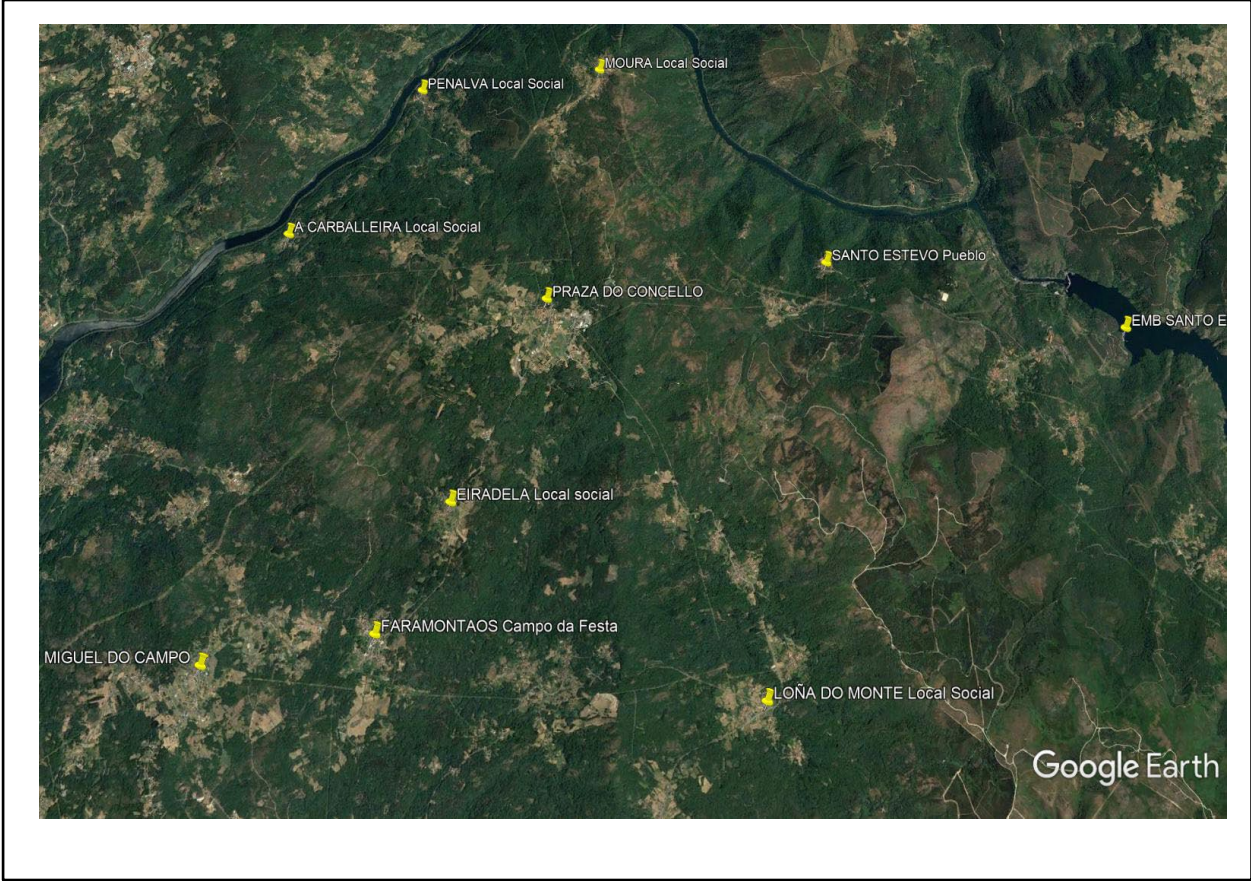 MOURA Local Social
PENALVA Local Social
A CARBALLEIRA Local Social
SANTO ESTEVO Pueblo
PRAZA DO CONCELLO
EMB SANTO E
EIRADELA Local social
FARAMONTAOS Campo da Festa
MIGUEL DO CAMPO
LOÑA DO MONTE Local Social
Google Earth